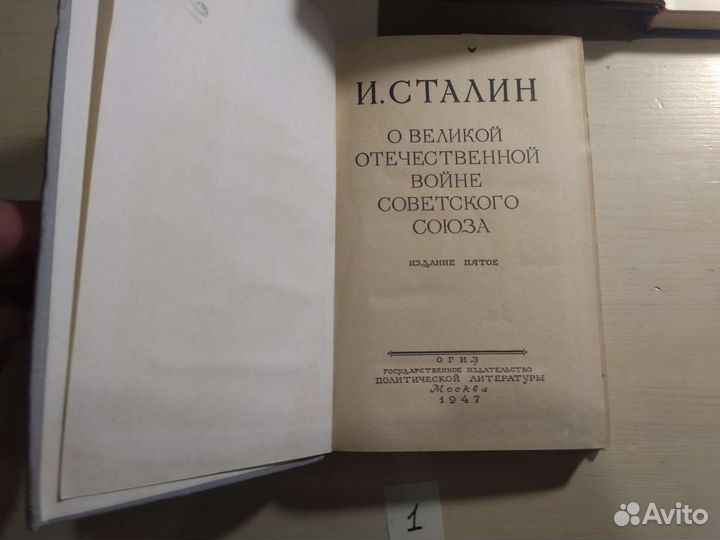 И. СТАЛИН
О ВЕЛИКОЙ
ОТЕЧЕСТВЕННОЙ
ВОЙНЕ
СОВЕТСКОГО
СОЮЗА
ИЗДАНИЕ ПЯТОЕ
ОГИЗ
ГОСУДАРСТВЕННОЕ ИЗДАТЕЛЬСТВО
ПОЛИТИЧЕСКОЙ ЛИТЕРАТУРЫ
Москва
1947
1
Avito